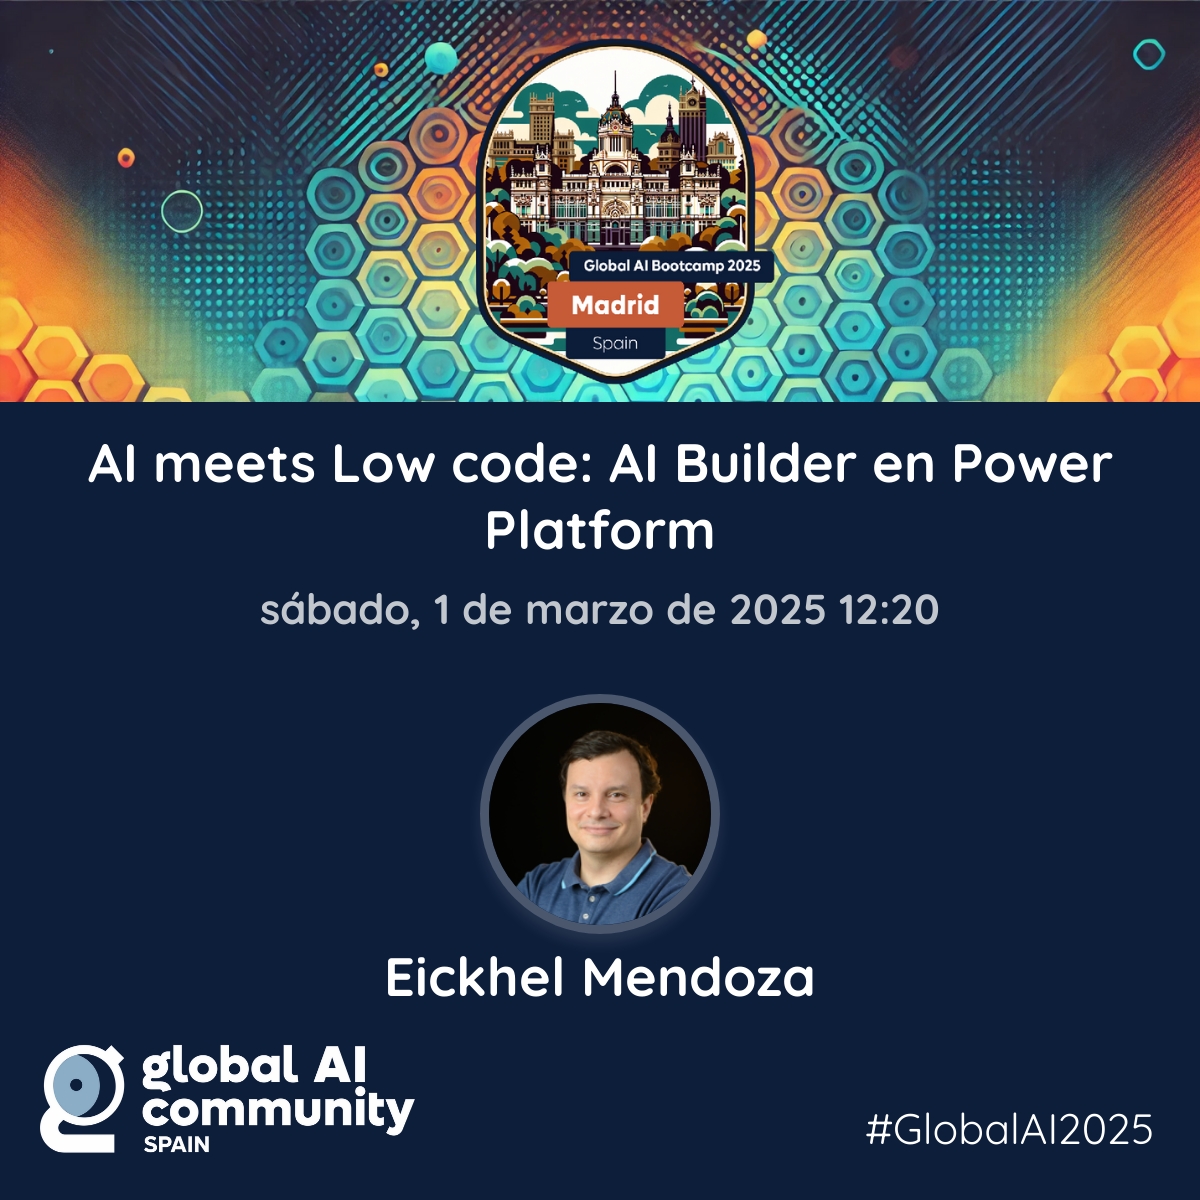 Global AI Bootcamp 2025
Madrid
Spain
AI meets Low code: AI Builder en Power
Platform
sábado, 1 de marzo de 2025 12:20
Eickhel Mendoza
global AI
community
SPAIN
#GlobalAI2025